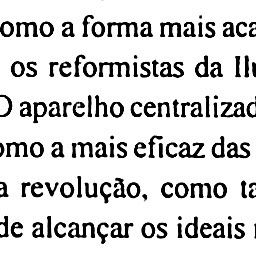 omo a forma mais aca
os reformistas da Ilu
O aparelho centralizad
omo a mais eficaz das
a revolução, como ta
de alcançar os ideais